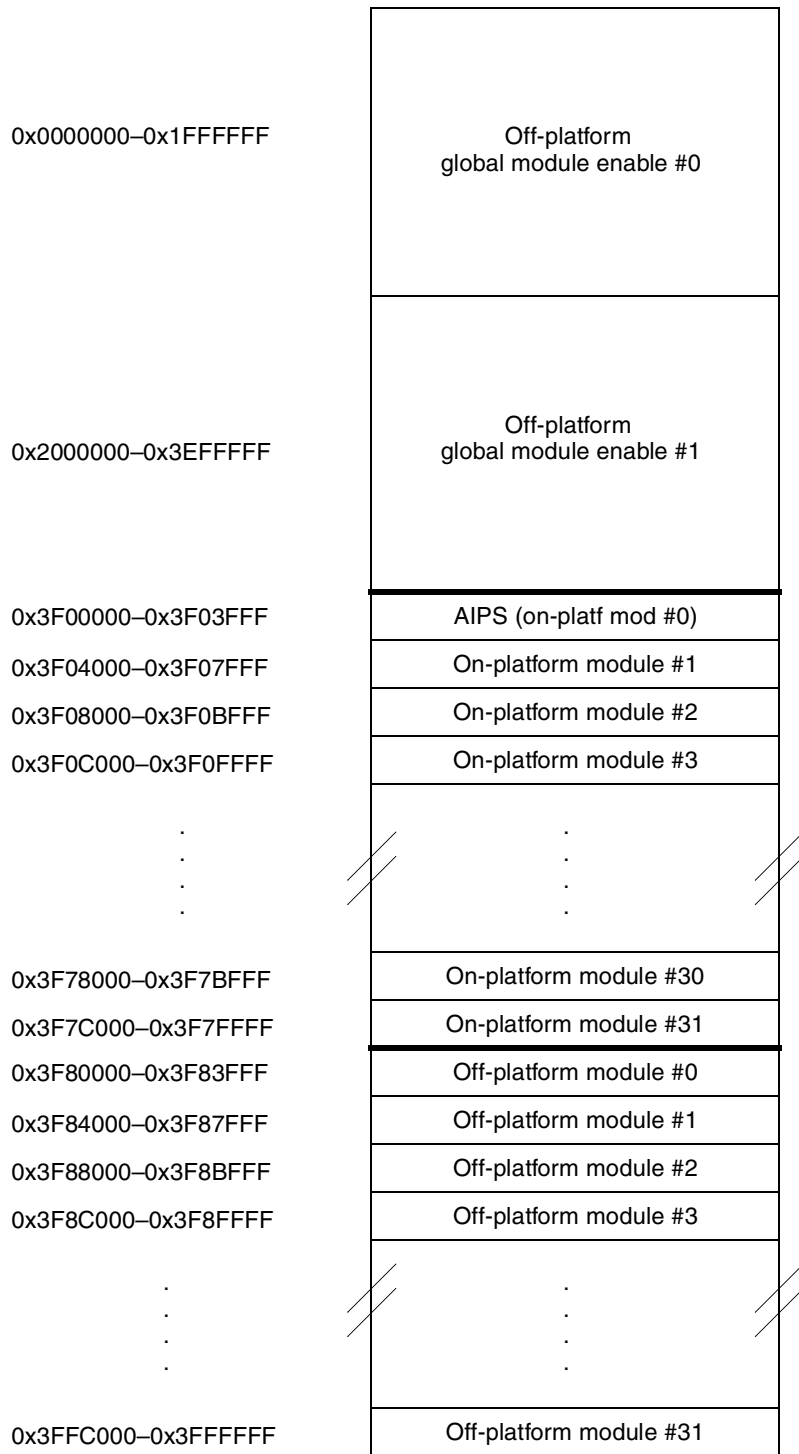 0x0000000–0x1FFFFFF
Off-platform
global module enable #0
0x2000000–0x3EFFFFF
Off-platform
global module enable #1
0x3F00000–0x3F03FFF AIPS (on-platf mod #0)
0x3F04000–0x3F07FFF On-platform module #1
0x3F08000–0x3F0BFFF On-platform module #2
0x3F0C000–0x3F0FFFF On-platform module #3
. .
. .
. .
. .
0x3F78000–0x3F7BFFF On-platform module #30
0x3F7C000–0x3F7FFFF On-platform module #31
0x3F80000–0x3F83FFF Off-platform module #0
0x3F84000–0x3F87FFF Off-platform module #1
0x3F88000–0x3F8BFFF Off-platform module #2
0x3F8C000–0x3F8FFFF Off-platform module #3
. .
. .
. .
. .
0x3FFC000–0x3FFFFFF Off-platform module #31